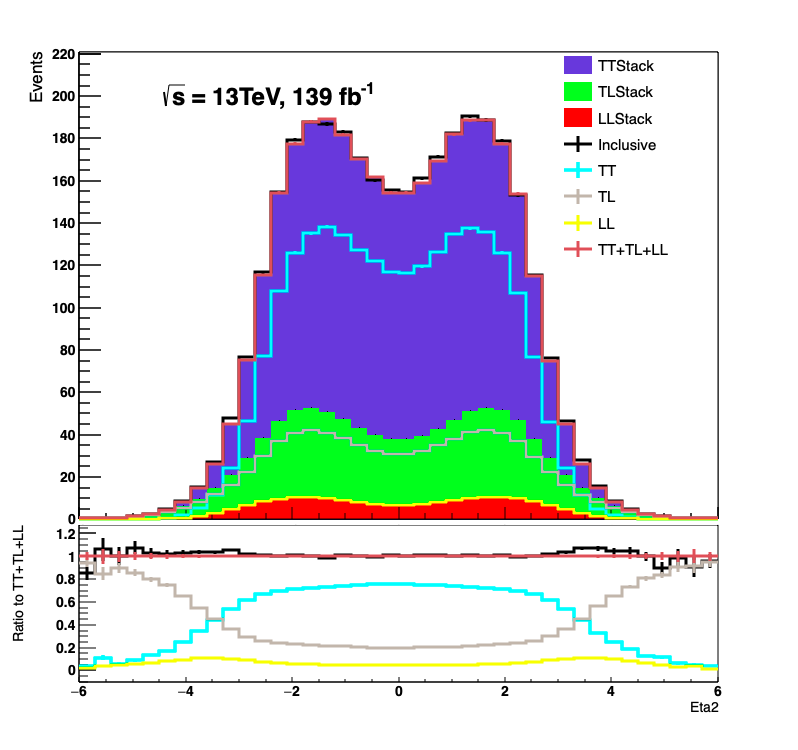 Events
√s = 13TeV, 139 fb-1
TTStack
TLStack
LLStack
Inclusive
TT
TL
LL
TT+TL+LL
220
200
180
160
140
120
100
80
60
40
20
0
Ratio to TT+TL+LL
1.2
1
0.8
0.6
0.4
0.2
0
−6 −4 −2 0 2 4 6
Eta2